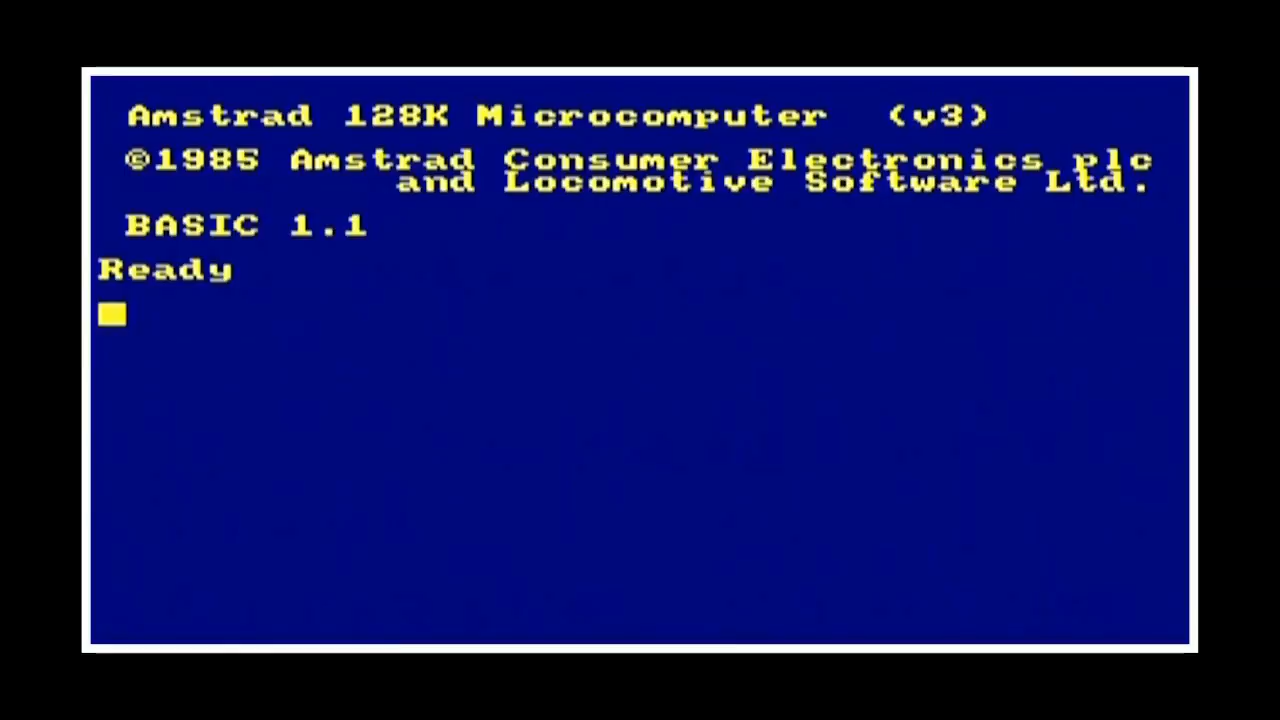 Amstrad 128K Microcomputer (v3)
©1985 Amstrad Consumer Electronics plc
and Locomotive Software Ltd.
BASIC 1.1
Ready